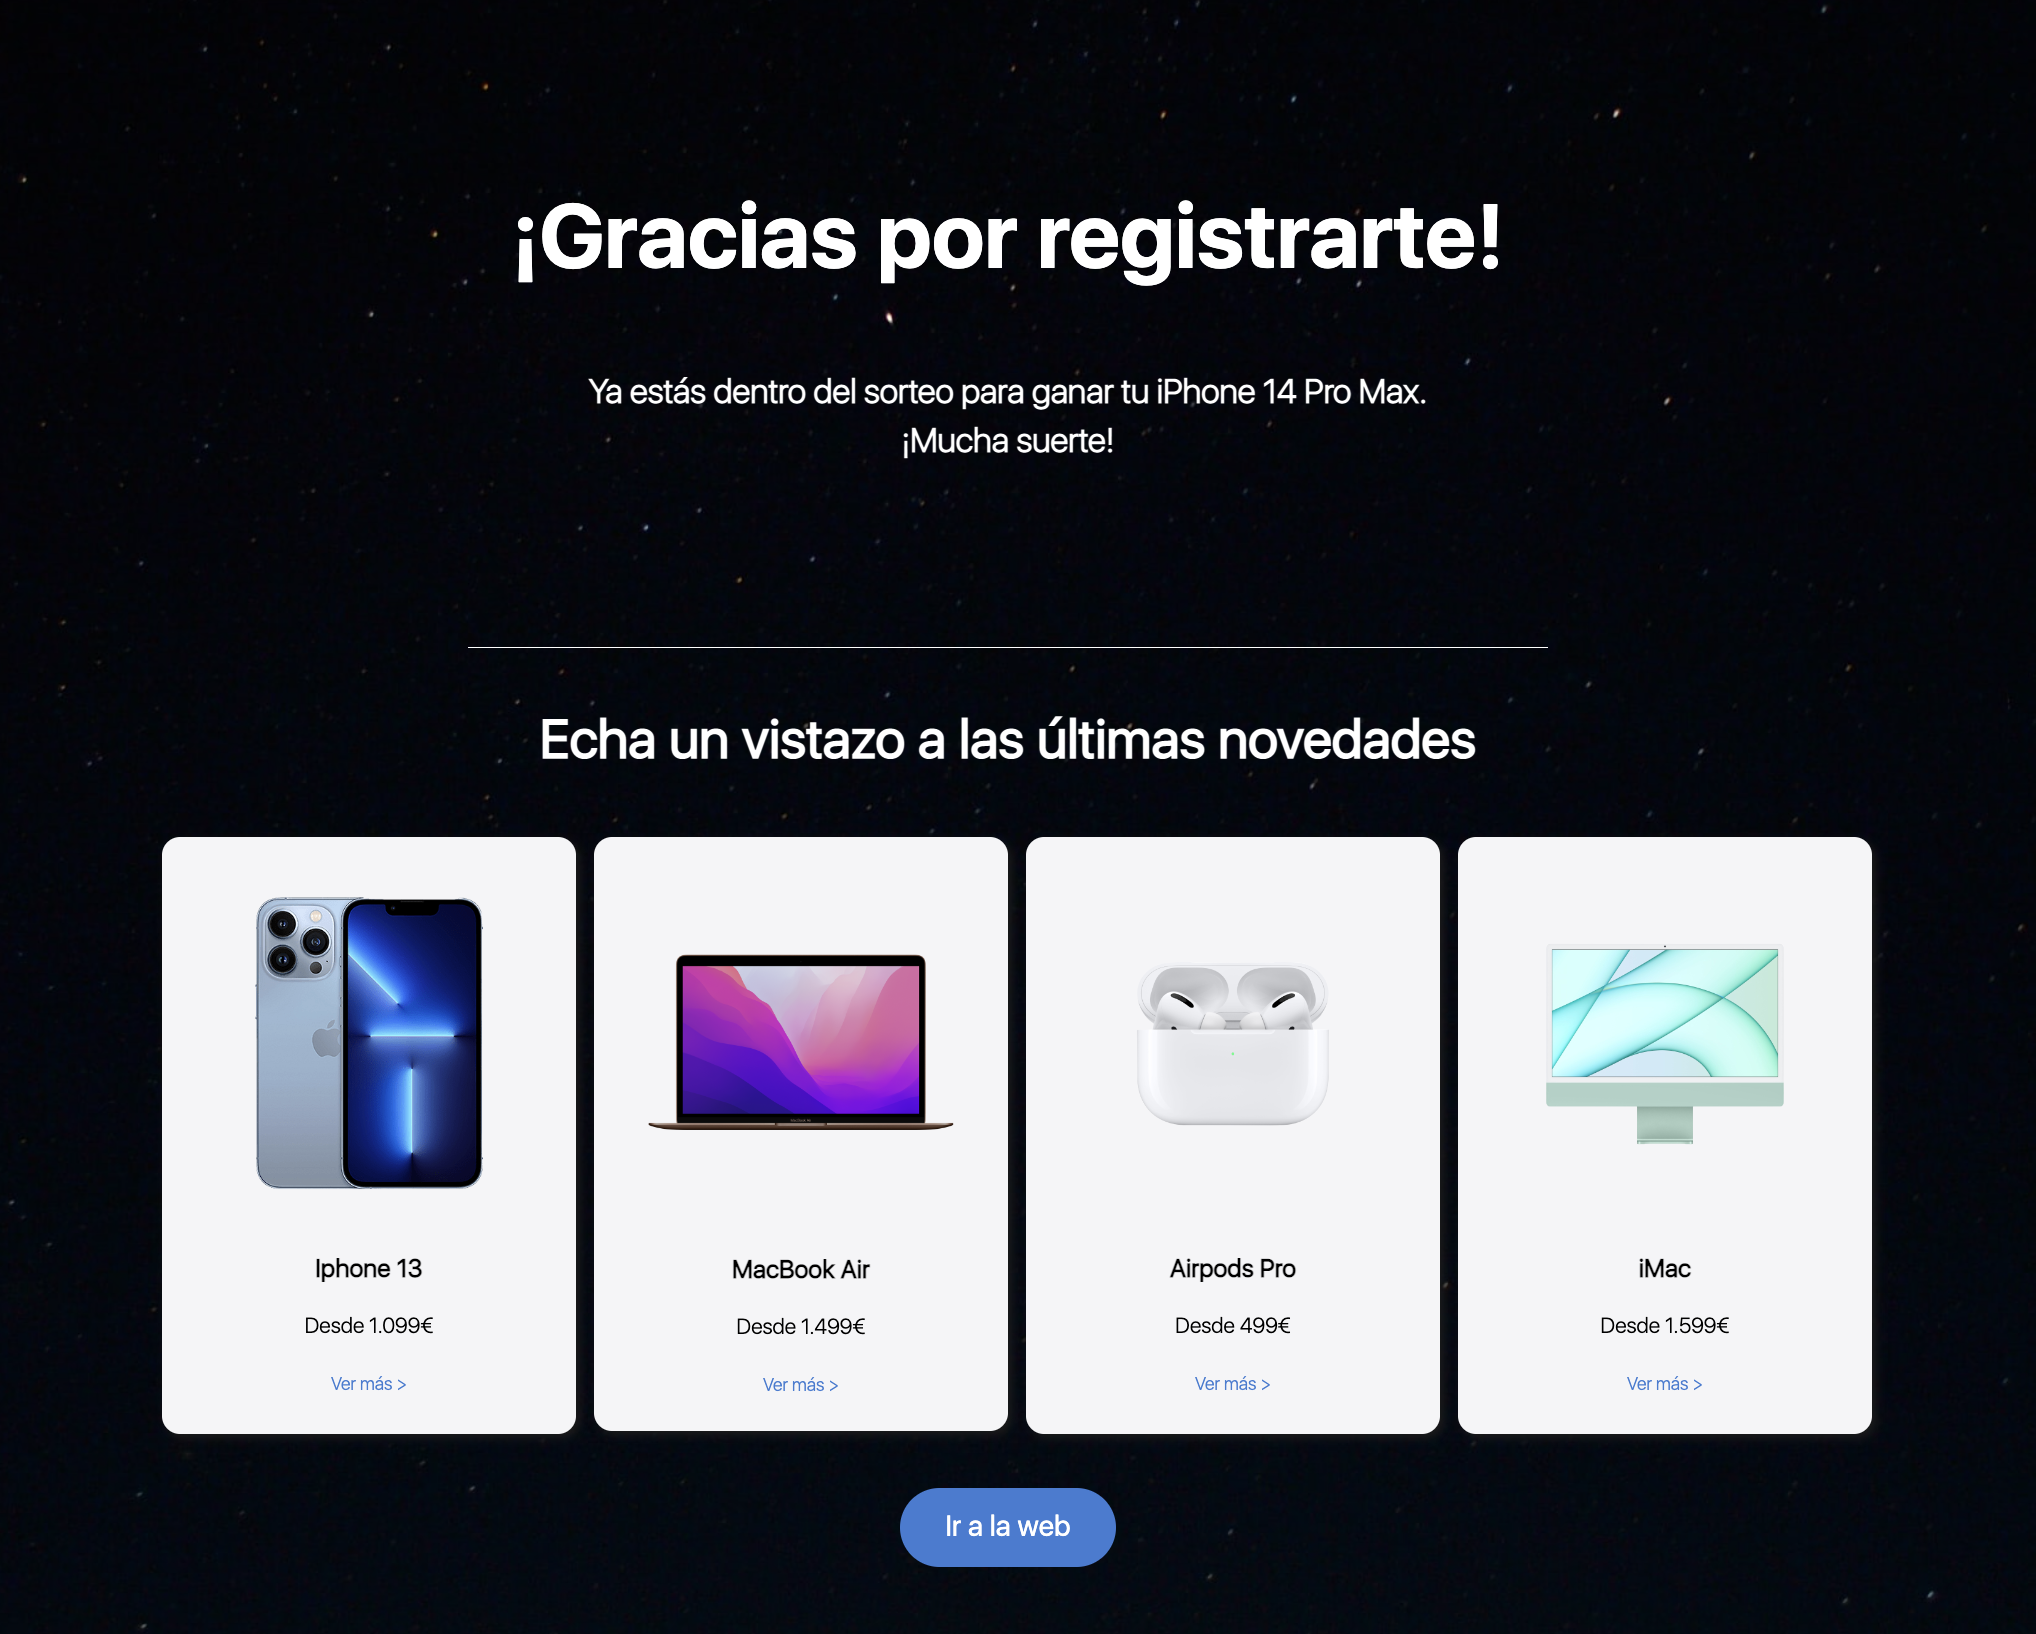 ¡Gracias por registrarte!
Ya estás dentro del sorteo para ganar tu iPhone 14 Pro Max.
¡Mucha suerte!
Echa un vistazo a las últimas novedades
Iphone 13
Desde 1.099€
Ver más >
MacBook Air
Desde 1.499€
Ver más >
Airpods Pro
Desde 499€
Ver más >
iMac
Desde 1.599€
Ver más >
Ir a la web